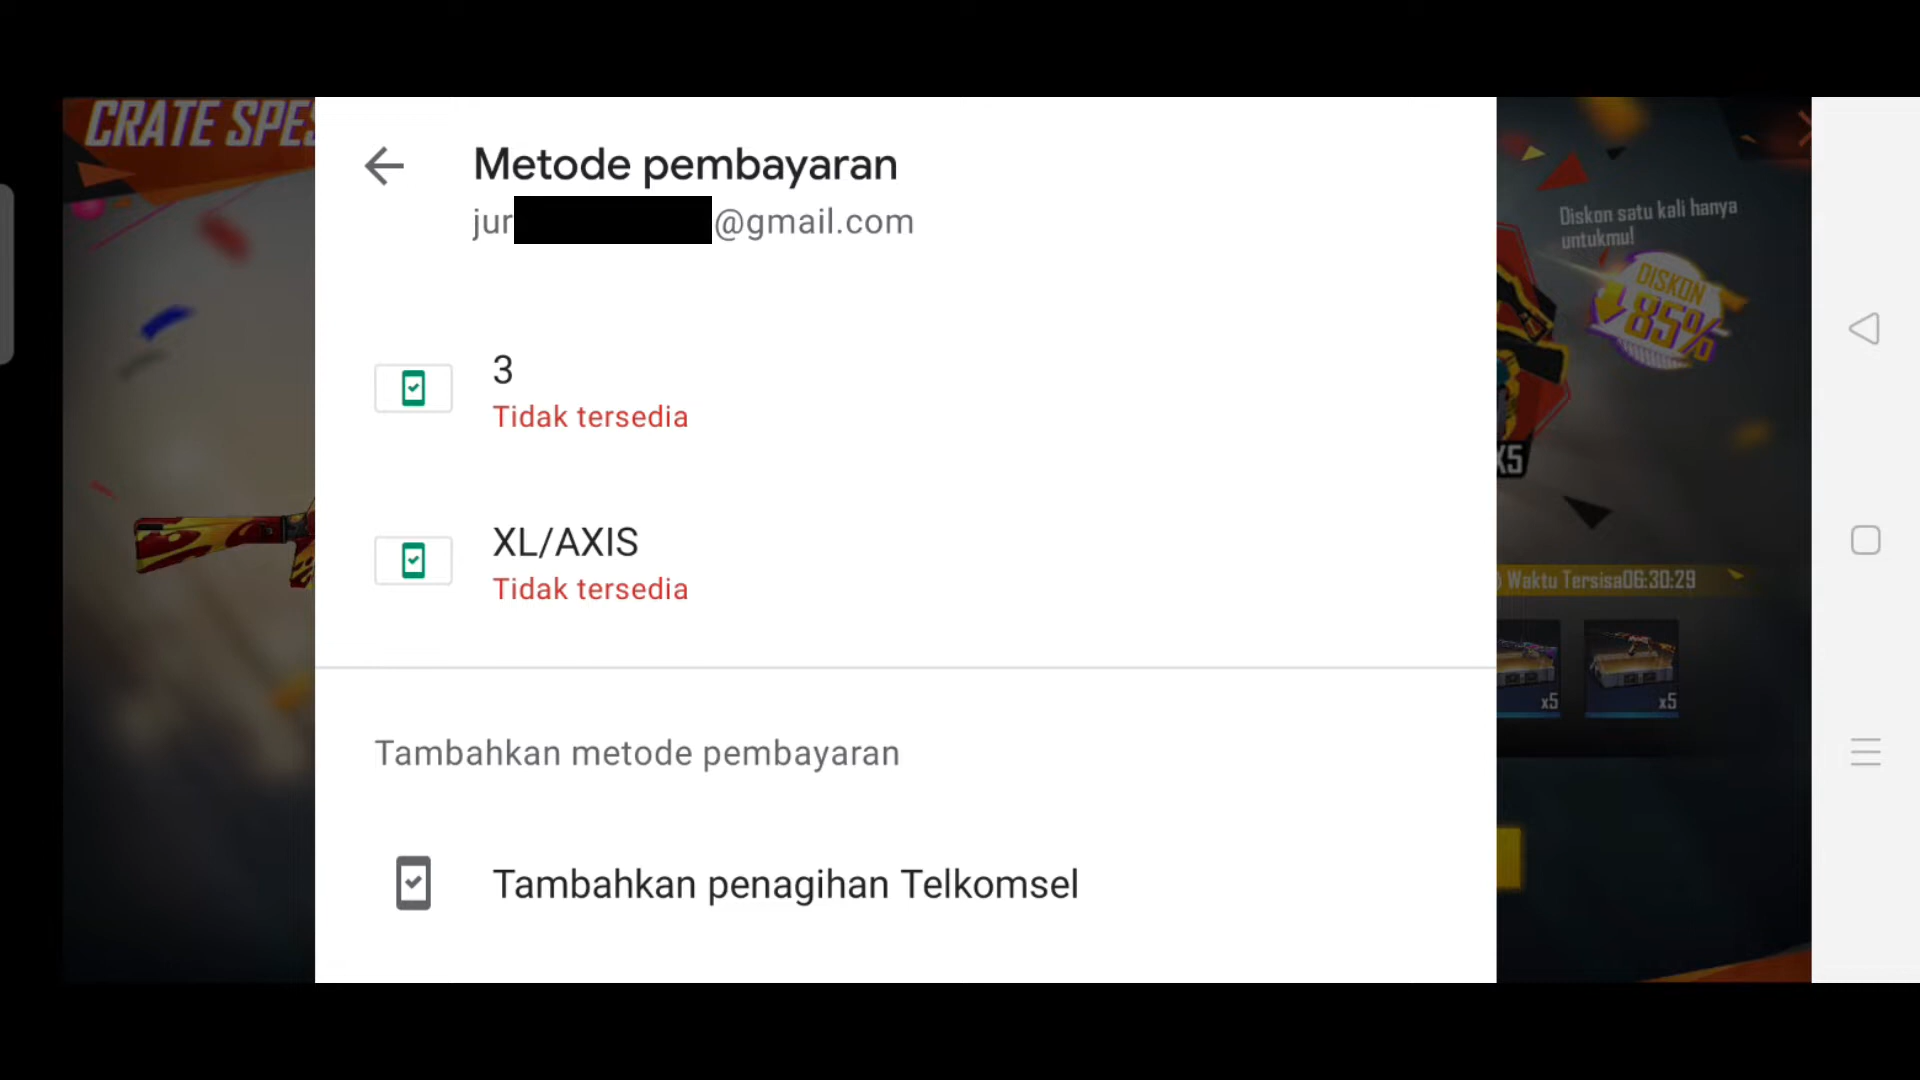 CRATE SPES
Metode pembayaran
jur
@gmail.com
3
Tidak tersedia
XL/AXIS
Tidak tersedia
Tambahkan metode pembayaran
Tambahkan penagihan Telkomsel
Diskon satu kali hanya
untukmu!
DISKON
85%
X5
Waktu Tersisa06:30:29
x5
x5